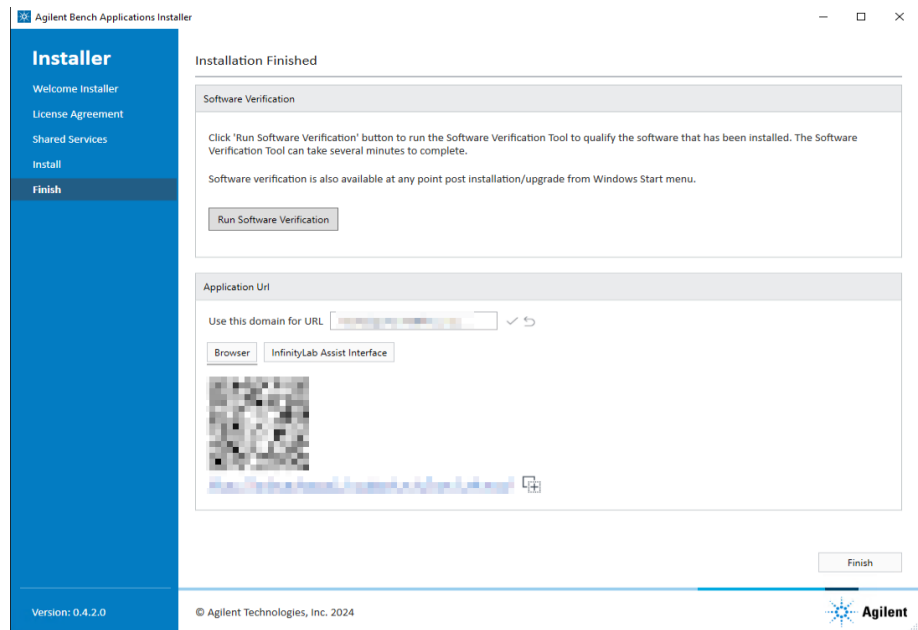 Agilent Bench Applications Installer
Installer
Welcome Installer
License Agreement
Shared Services
Install
Finish
Installation Finished
Software Verification
Click 'Run Software Verification' button to run the Software Verification Tool to qualify the software that has been installed. The Software
Verification Tool can take several minutes to complete.
Software verification is also available at any point post installation/upgrade from Windows Start menu.
Run Software Verification
Application Url
Use this domain for URL
Browser
InfinityLab Assist Interface
Finish
Version: 0.4.2.0
© Agilent Technologies, Inc. 2024
Agilent